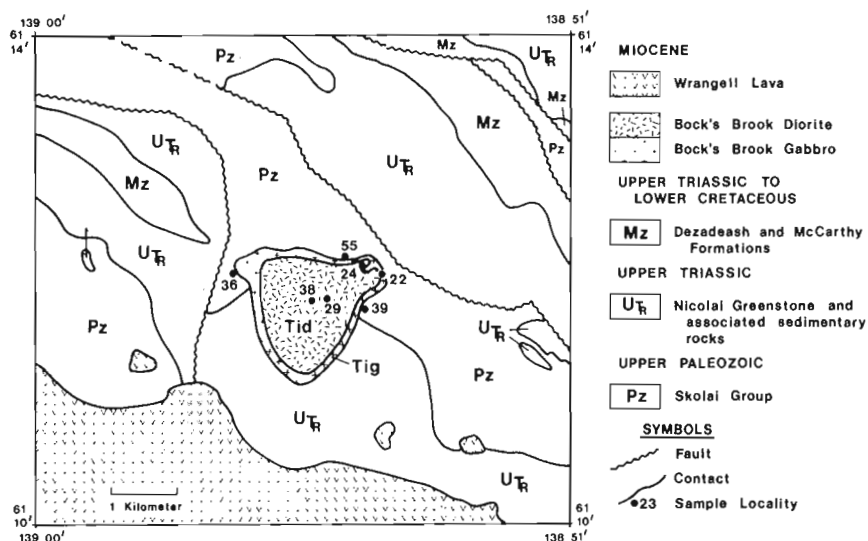 139 00'
138 51'
61
14'
61
14'
Pz
Mz
UTR
Mz
Pz
Mz
UTR
Mz
UTR
Pz
UTR
Pz
55
24
22
36
38
29
39
Tid
Tig
UTR
Pz
UTR
UTR
1 Kilometer
61
10'
61
10'
139 00'
138 51'
MIOCENE
Wrangell Lava
Bock's Brook Diorite
Bock's Brook Gabbro
UPPER TRIASSIC TO
LOWER CRETACEOUS
Mz Dezadeash and McCarthy
Formations
UPPER TRIASSIC
UTR Nicolai Greenstone and
associated sedimentary
rocks
UPPER PALEOZOIC
Pz Skolai Group
SYMBOLS
Fault
Contact
23 Sample Locality